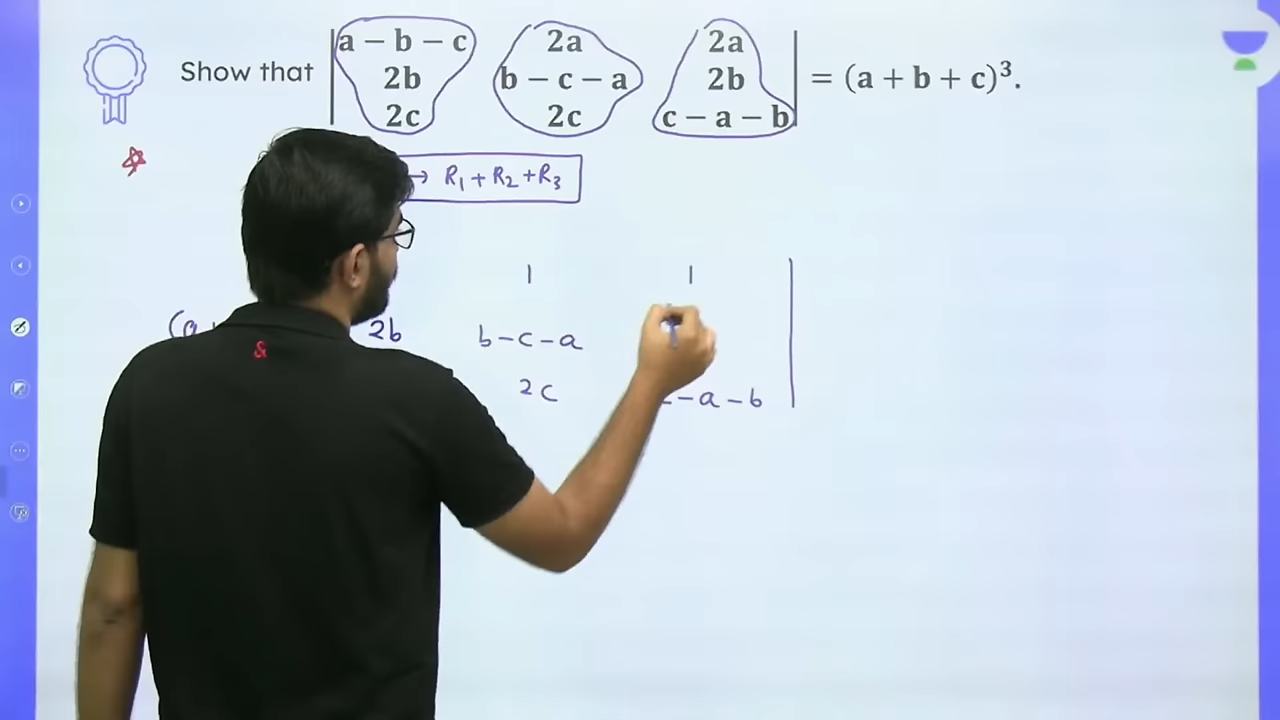 a − b − c 2a 2a
Show that 2b b − c − a 2b = (a + b + c)³.
2c 2c c − a − b
→ R₁ + R₂ + R₃
1 1
(a 2b b − c − a
2c − a − b
&